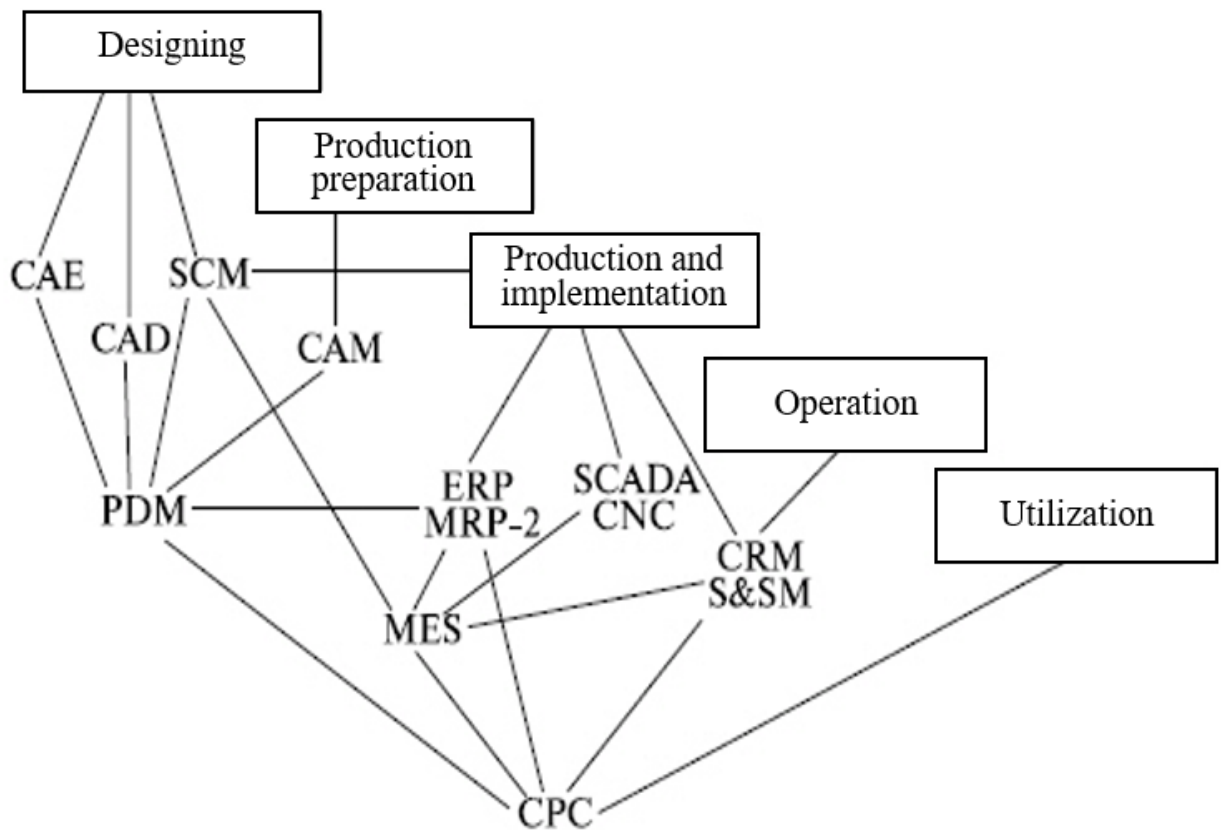 Designing
Production
preparation
Production and
implementation
CAE
SCM
CAD
CAM
Operation
ERP
MRP-2
SCADA
CNC
PDM
Utilization
CRM
S&SM
MES
CPC